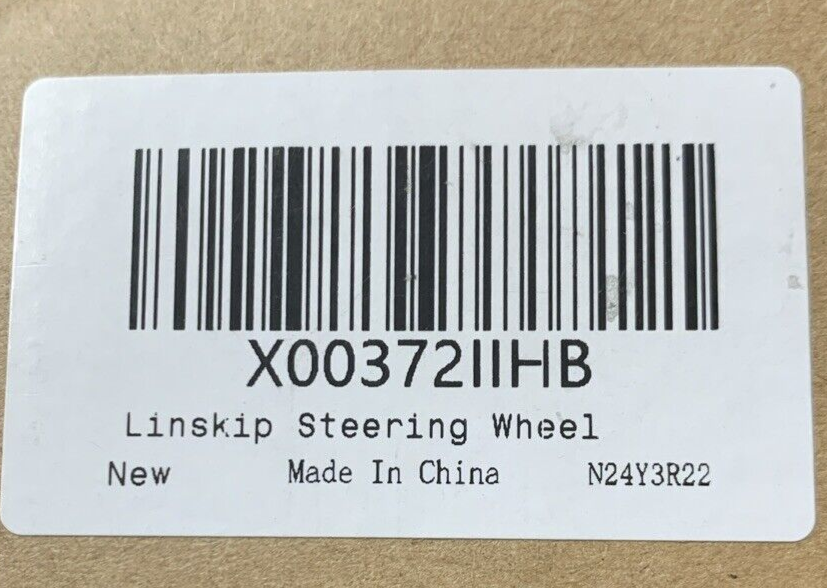 X00372IIHB
Linskip Steering Wheel
New Made In China N24Y3R22